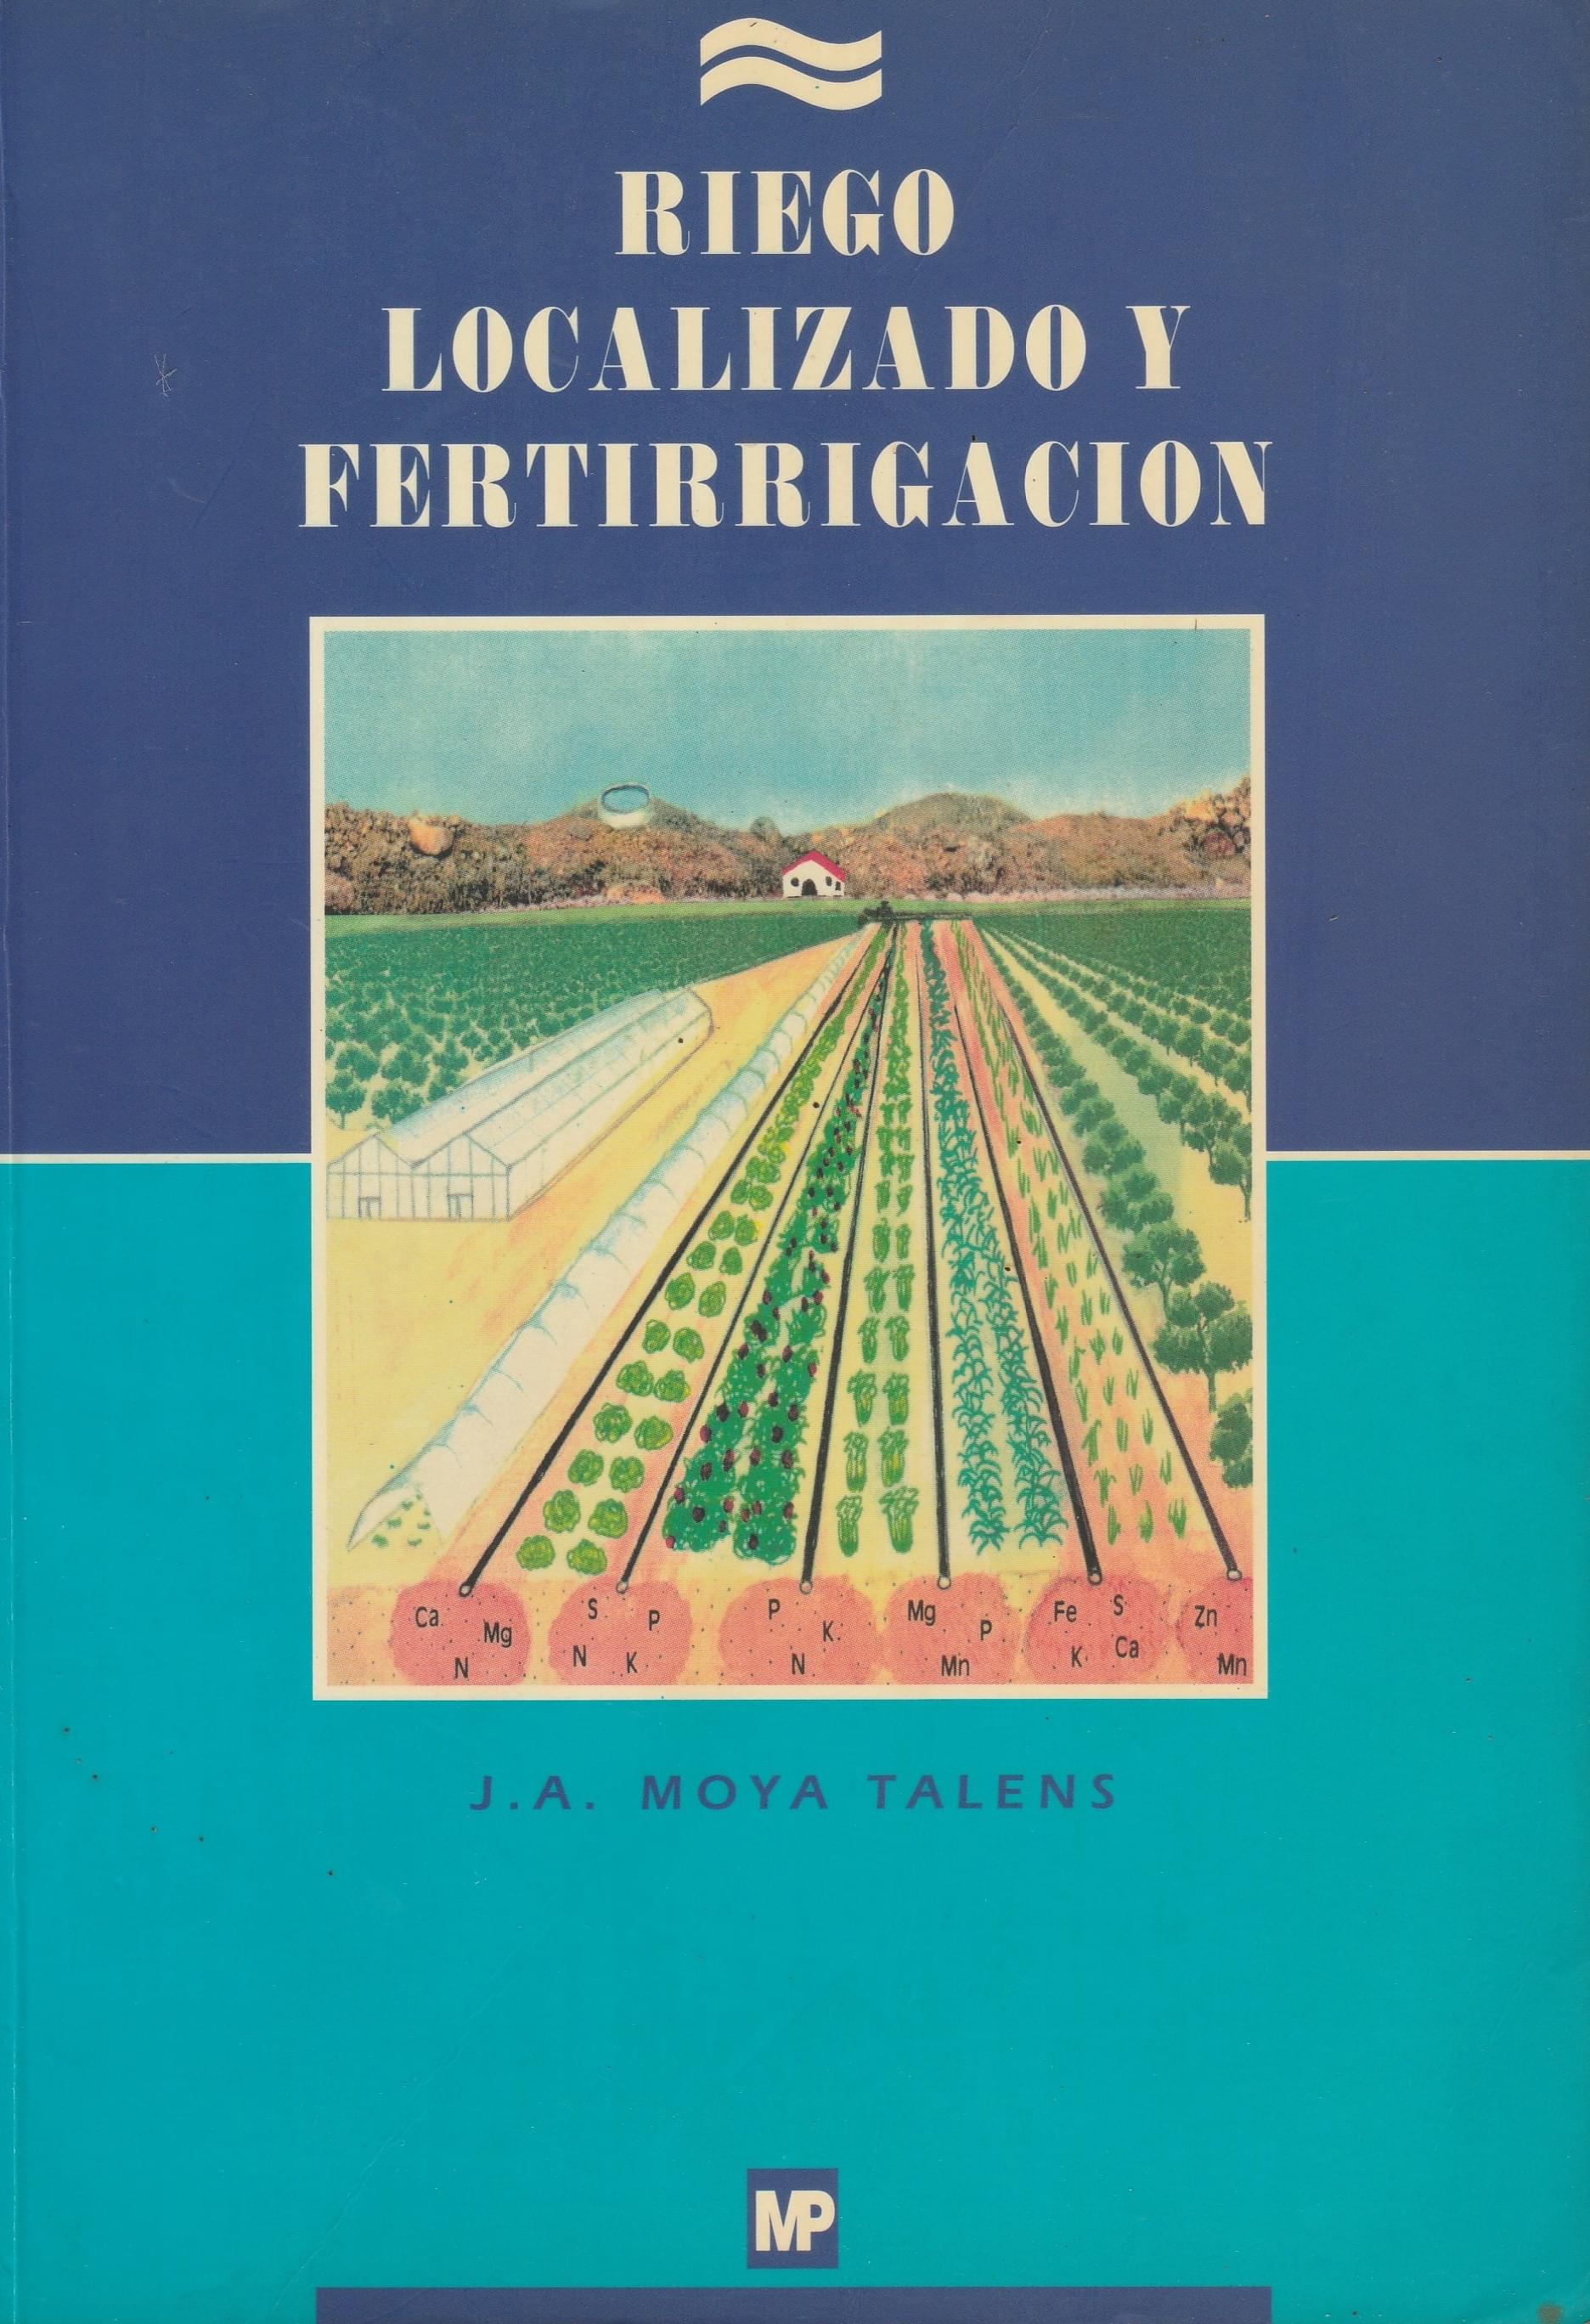 RIEGO
LOCALIZADO Y
FERTIRRIGACION
Ca
Mg
N
S
P
N
K
P
K
N
Mg
P
Mn
Fe
S
K
Ca
Zn
Mn
J.A. MOYA TALENS
MP